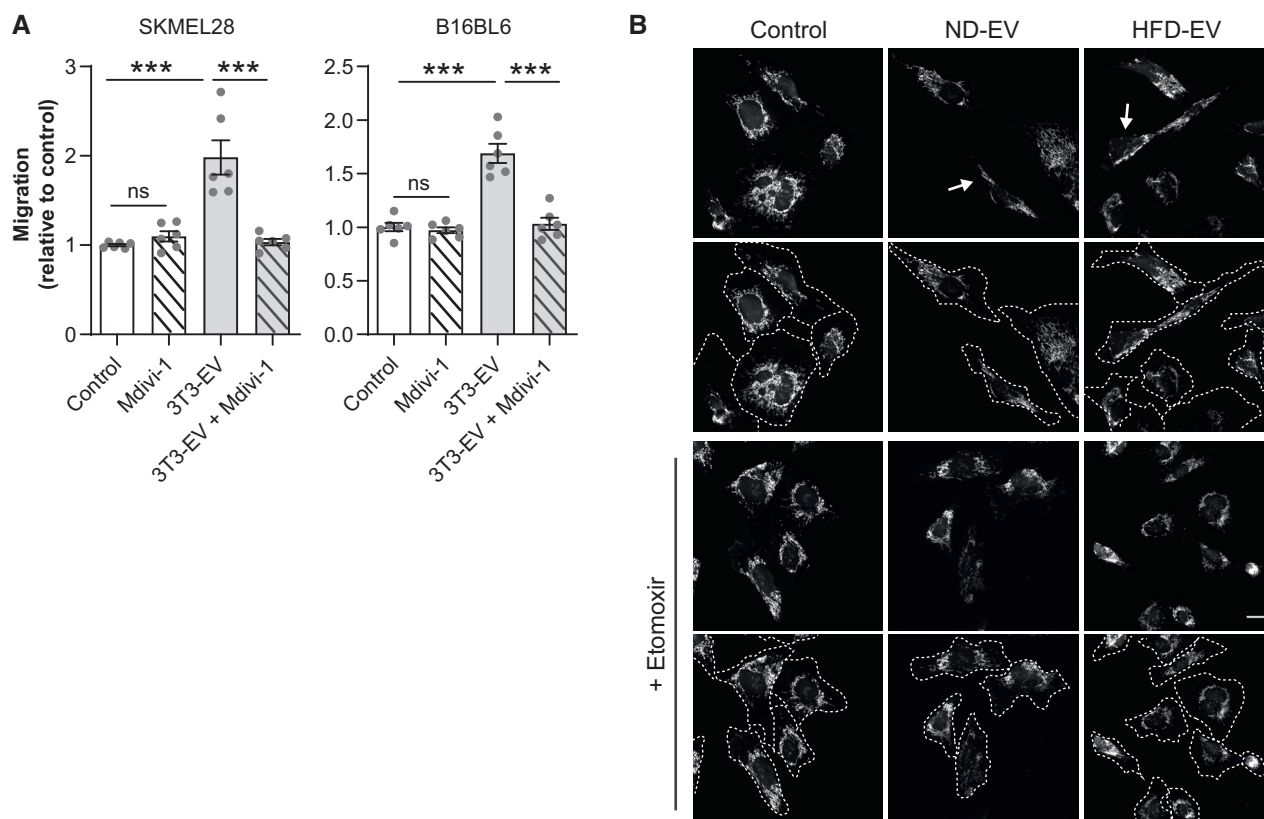 A
SKMEL28
B16BL6
Migration
(relative to control)
3
2
1
0
***
***
ns
Control
Mdivi-1
3T3-EV
3T3-EV + Mdivi-1
2.5
2.0
1.5
1.0
0.5
0.0
***
***
ns
Control
Mdivi-1
3T3-EV
3T3-EV + Mdivi-1
B
Control
ND-EV
HFD-EV
+ Etomoxir